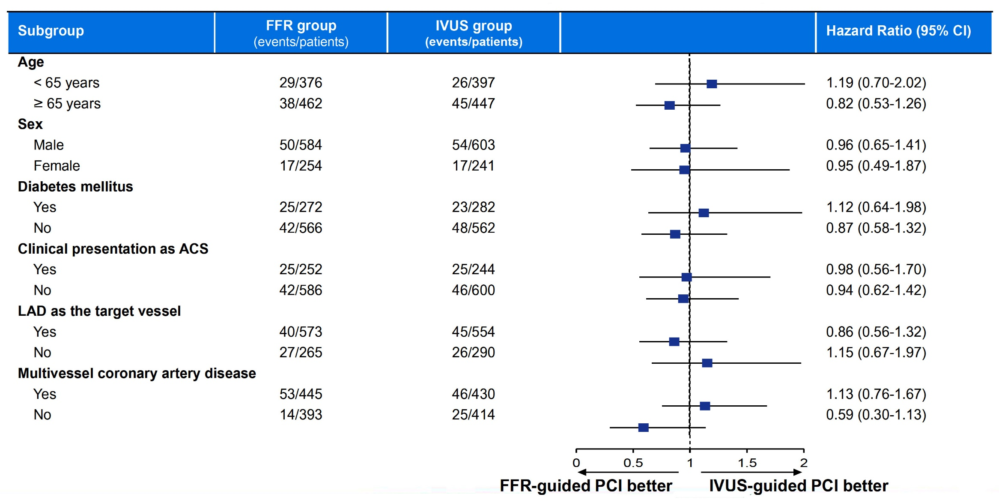 Subgroup FFR group IVUS group Hazard Ratio (95% CI)
(events/patients) (events/patients)
Age
< 65 years 29/376 26/397 1.19 (0.70-2.02)
≥ 65 years 38/462 45/447 0.82 (0.53-1.26)
Sex
Male 50/584 54/603 0.96 (0.65-1.41)
Female 17/254 17/241 0.95 (0.49-1.87)
Diabetes mellitus
Yes 25/272 23/282 1.12 (0.64-1.98)
No 42/566 48/562 0.87 (0.58-1.32)
Clinical presentation as ACS
Yes 25/252 25/244 0.98 (0.56-1.70)
No 42/586 46/600 0.94 (0.62-1.42)
LAD as the target vessel
Yes 40/573 45/554 0.86 (0.56-1.32)
No 27/265 26/290 1.15 (0.67-1.97)
Multivessel coronary artery disease
Yes 53/445 46/430 1.13 (0.76-1.67)
No 14/393 25/414 0.59 (0.30-1.13)
0 0.5 1 1.5 2
FFR-guided PCI better IVUS-guided PCI better